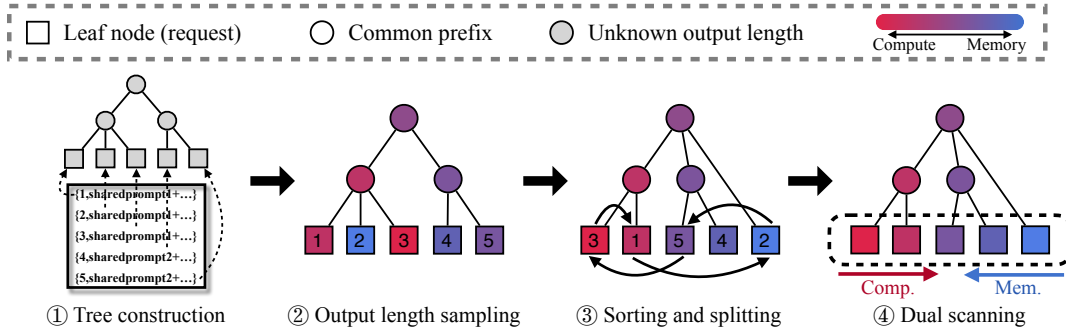 Leaf node (request)
Common prefix
Unknown output length
Compute
Memory
{1,sharedprompt1+...}
{2,sharedprompt1+...}
{3,sharedprompt1+...}
{4,sharedprompt2+...}
{5,sharedprompt2+...}
1 2 3 4 5
3 1 5 4 2
Comp. Mem.
① Tree construction
② Output length sampling
③ Sorting and splitting
④ Dual scanning